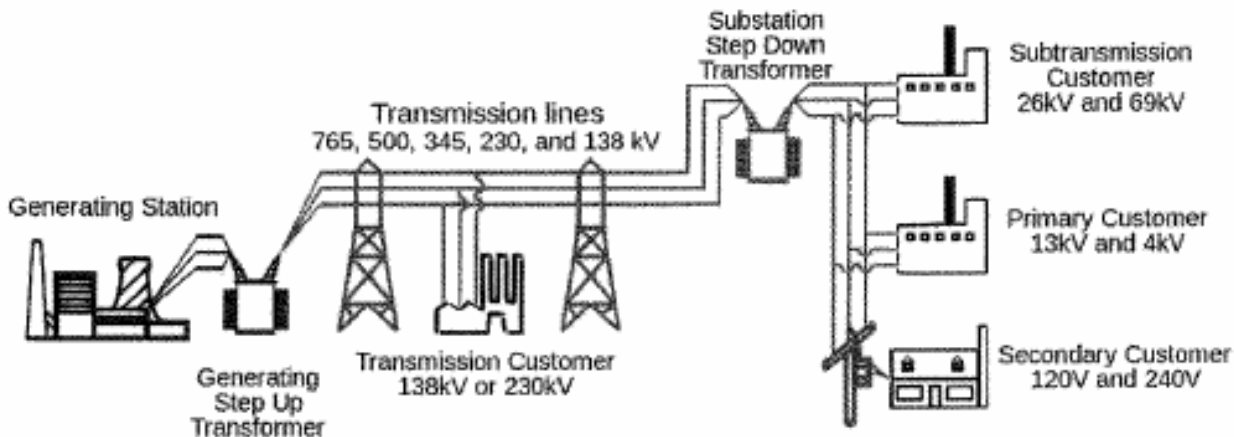 Generating Station
Generating
Step Up
Transformer
Transmission lines
765, 500, 345, 230, and 138 kV
Transmission Customer
138kV or 230kV
Substation
Step Down
Transformer
Subtransmission
Customer
26kV and 69kV
Primary Customer
13kV and 4kV
Secondary Customer
120V and 240V